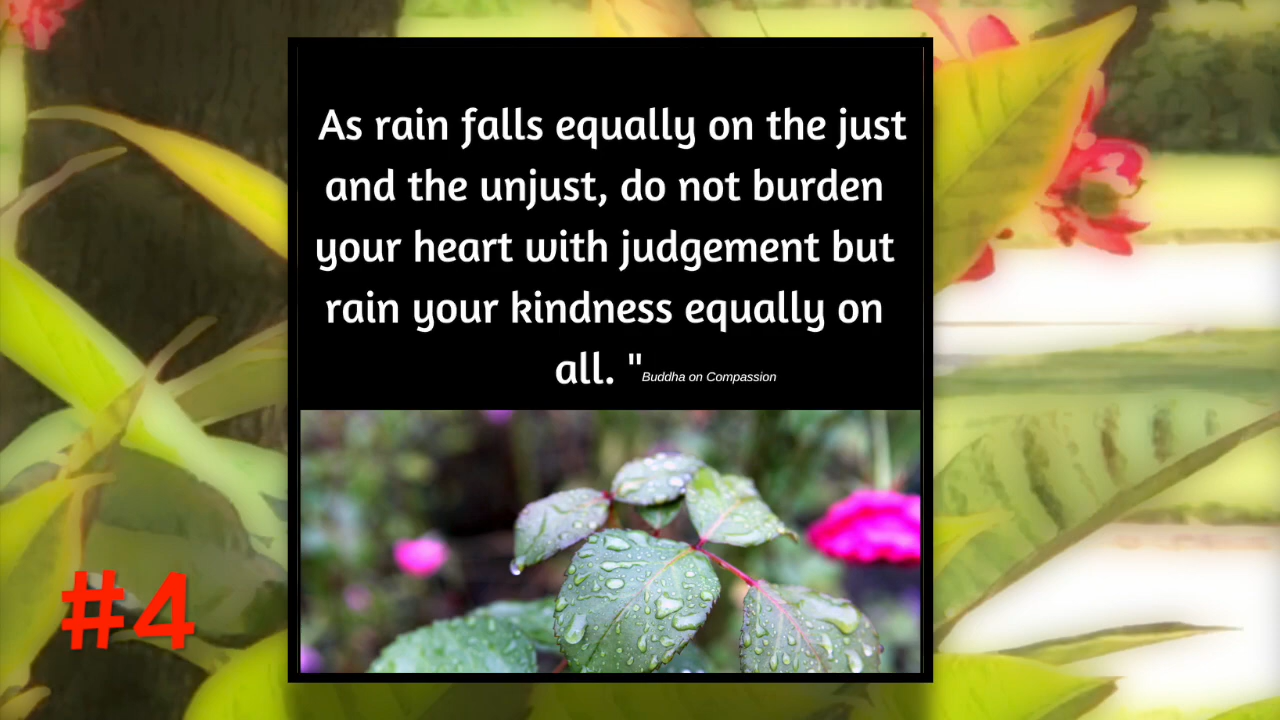 As rain falls equally on the just
and the unjust, do not burden
your heart with judgement but
rain your kindness equally on
all. "Buddha on Compassion
#4